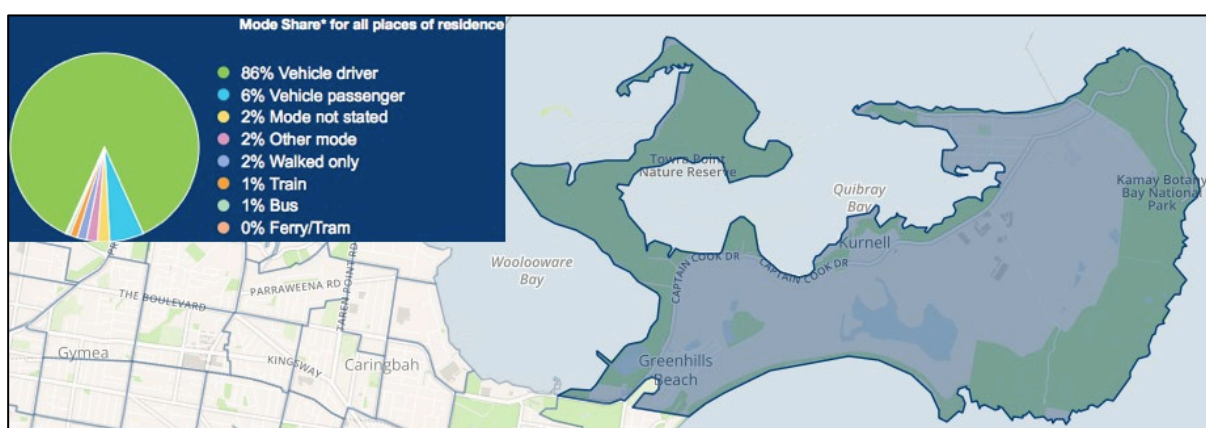 Mode Share* for all places of residence
86% Vehicle driver
6% Vehicle passenger
2% Mode not stated
2% Other mode
2% Walked only
1% Train
1% Bus
0% Ferry/Tram
Towra Point
Nature Reserve
Quibray
Bay
Kamay Botany
Bay National
Park
Kurnell
Woolooware
Bay
CAPTAIN COOK DR
CAPTAIN COOK DR
PARRAWEENA RD
TAREN POINT RD
THE BOULEVARD
KINGSWAY
Gymea
Caringbah
Greenhills
Beach